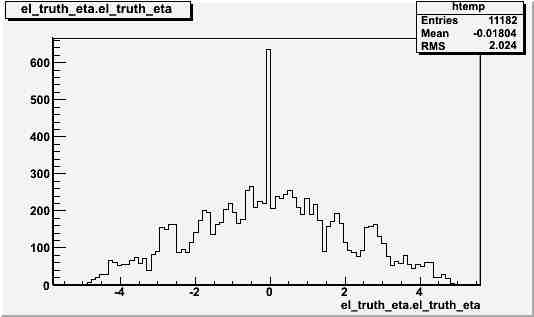 el_truth_eta.el_truth_eta
htemp
Entries 11182
Mean -0.01804
RMS 2.024
600
500
400
300
200
100
0
-4 -2 0 2 4
el_truth_eta.el_truth_eta